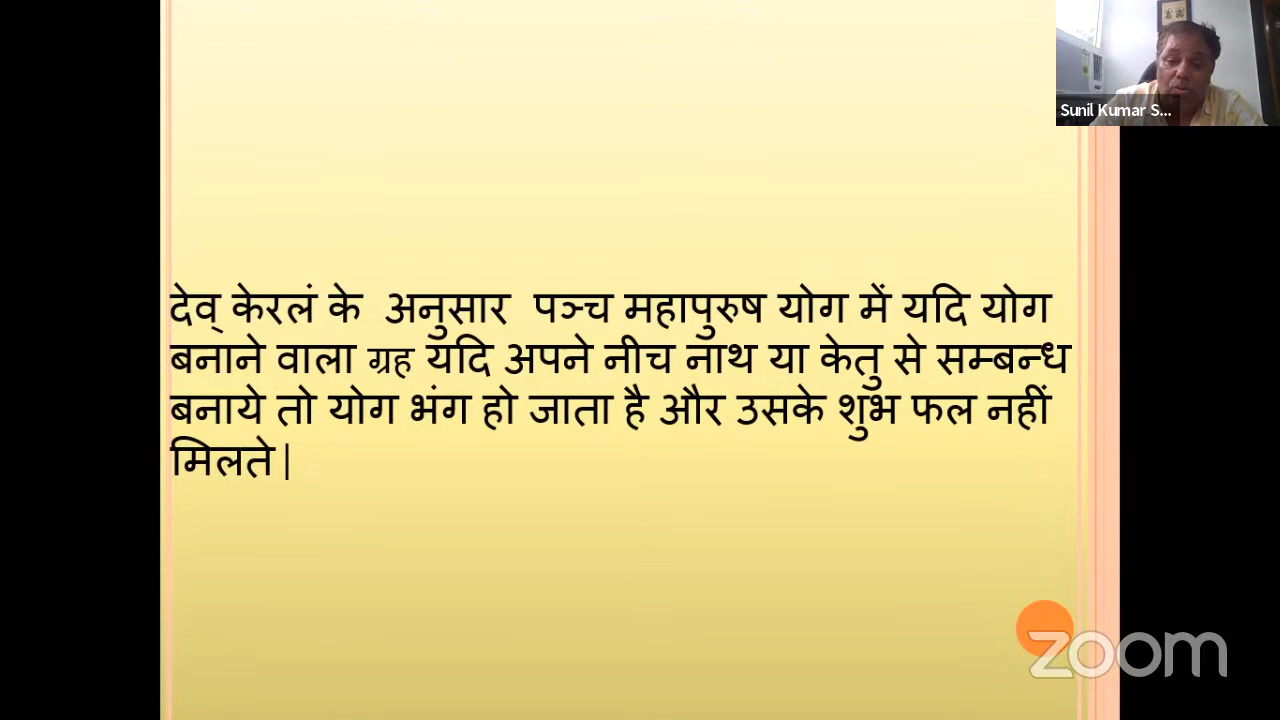 Sunil Kumar S...
देव् केरलं के अनुसार पञ्च महापुरुष योग में यदि योग
बनाने वाला ग्रह यदि अपने नीच नाथ या केतु से सम्बन्ध
बनाये तो योग भंग हो जाता है और उसके शुभ फल नहीं
मिलते|
zoom